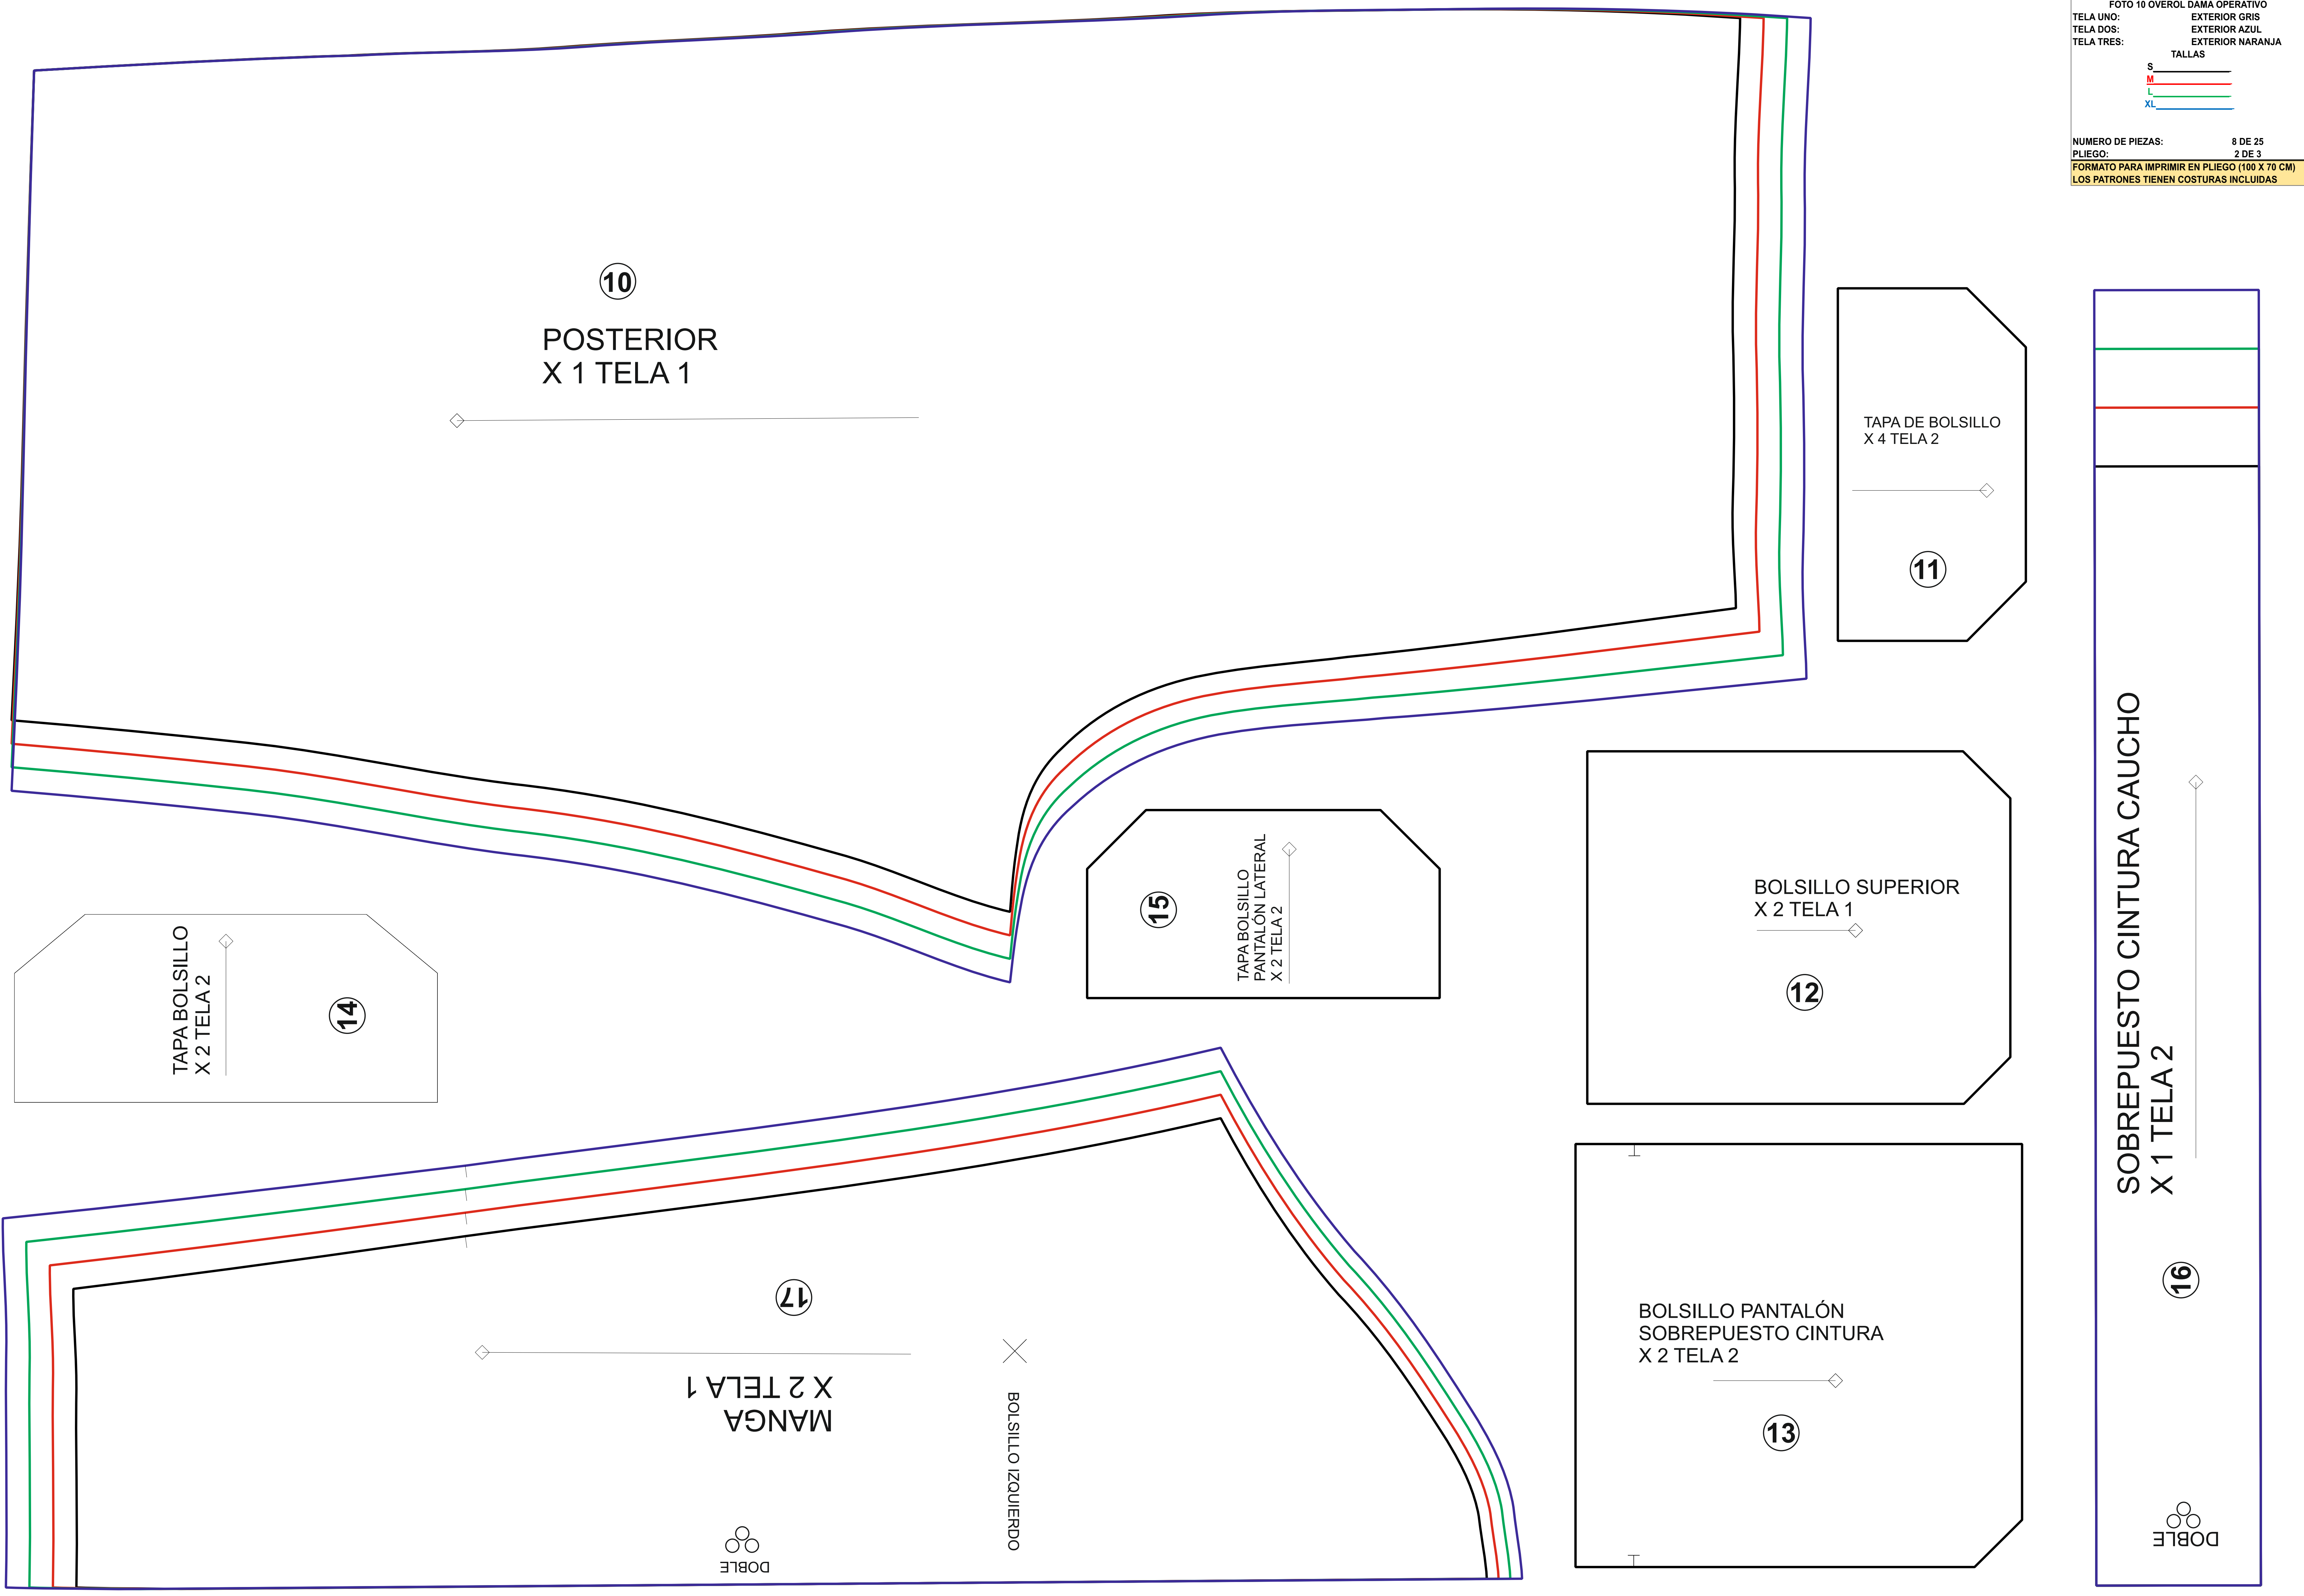 FOTO 10 OVEROL DAMA OPERATIVO
TELA UNO: EXTERIOR GRIS
TELA DOS: EXTERIOR AZUL
TELA TRES: EXTERIOR NARANJA
TALLAS
S
M
L
XL
NUMERO DE PIEZAS: 8 DE 25
PLIEGO: 2 DE 3
FORMATO PARA IMPRIMIR EN PLIEGO (100 X 70 CM)
LOS PATRONES TIENEN COSTURAS INCLUIDAS
10
POSTERIOR
X 1 TELA 1
TAPA DE BOLSILLO
X 4 TELA 2
11
BOLSILLO SUPERIOR
X 2 TELA 1
12
BOLSILLO PANTALÓN
SOBREPUESTO CINTURA
X 2 TELA 2
13
TAPA BOLSILLO
X 2 TELA 2
14
15
TAPA BOLSILLO
PANTALÓN LATERAL
X 2 TELA 2
SOBREPUESTO CINTURA CAUCHO
X 1 TELA 2
16
DOBLE
17
MANGA
X 2 TELA 1
BOLSILLO IZQUIERDO
DOBLE